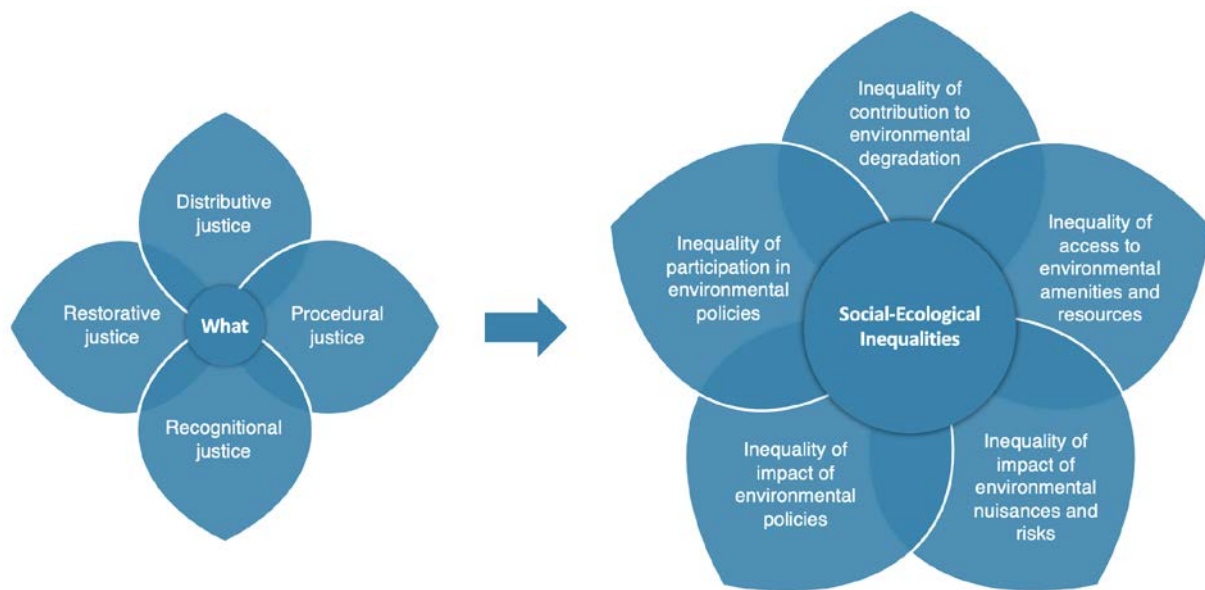 Distributive
justice
Restorative
justice
What
Procedural
justice
Recognitional
justice
Inequality of
contribution to
environmental
degradation
Inequality of
participation in
environmental
policies
Social-Ecological
Inequalities
Inequality of
access to
environmental
amenities and
resources
Inequality of
impact of
environmental
policies
Inequality of
impact of
environmental
nuisances and
risks